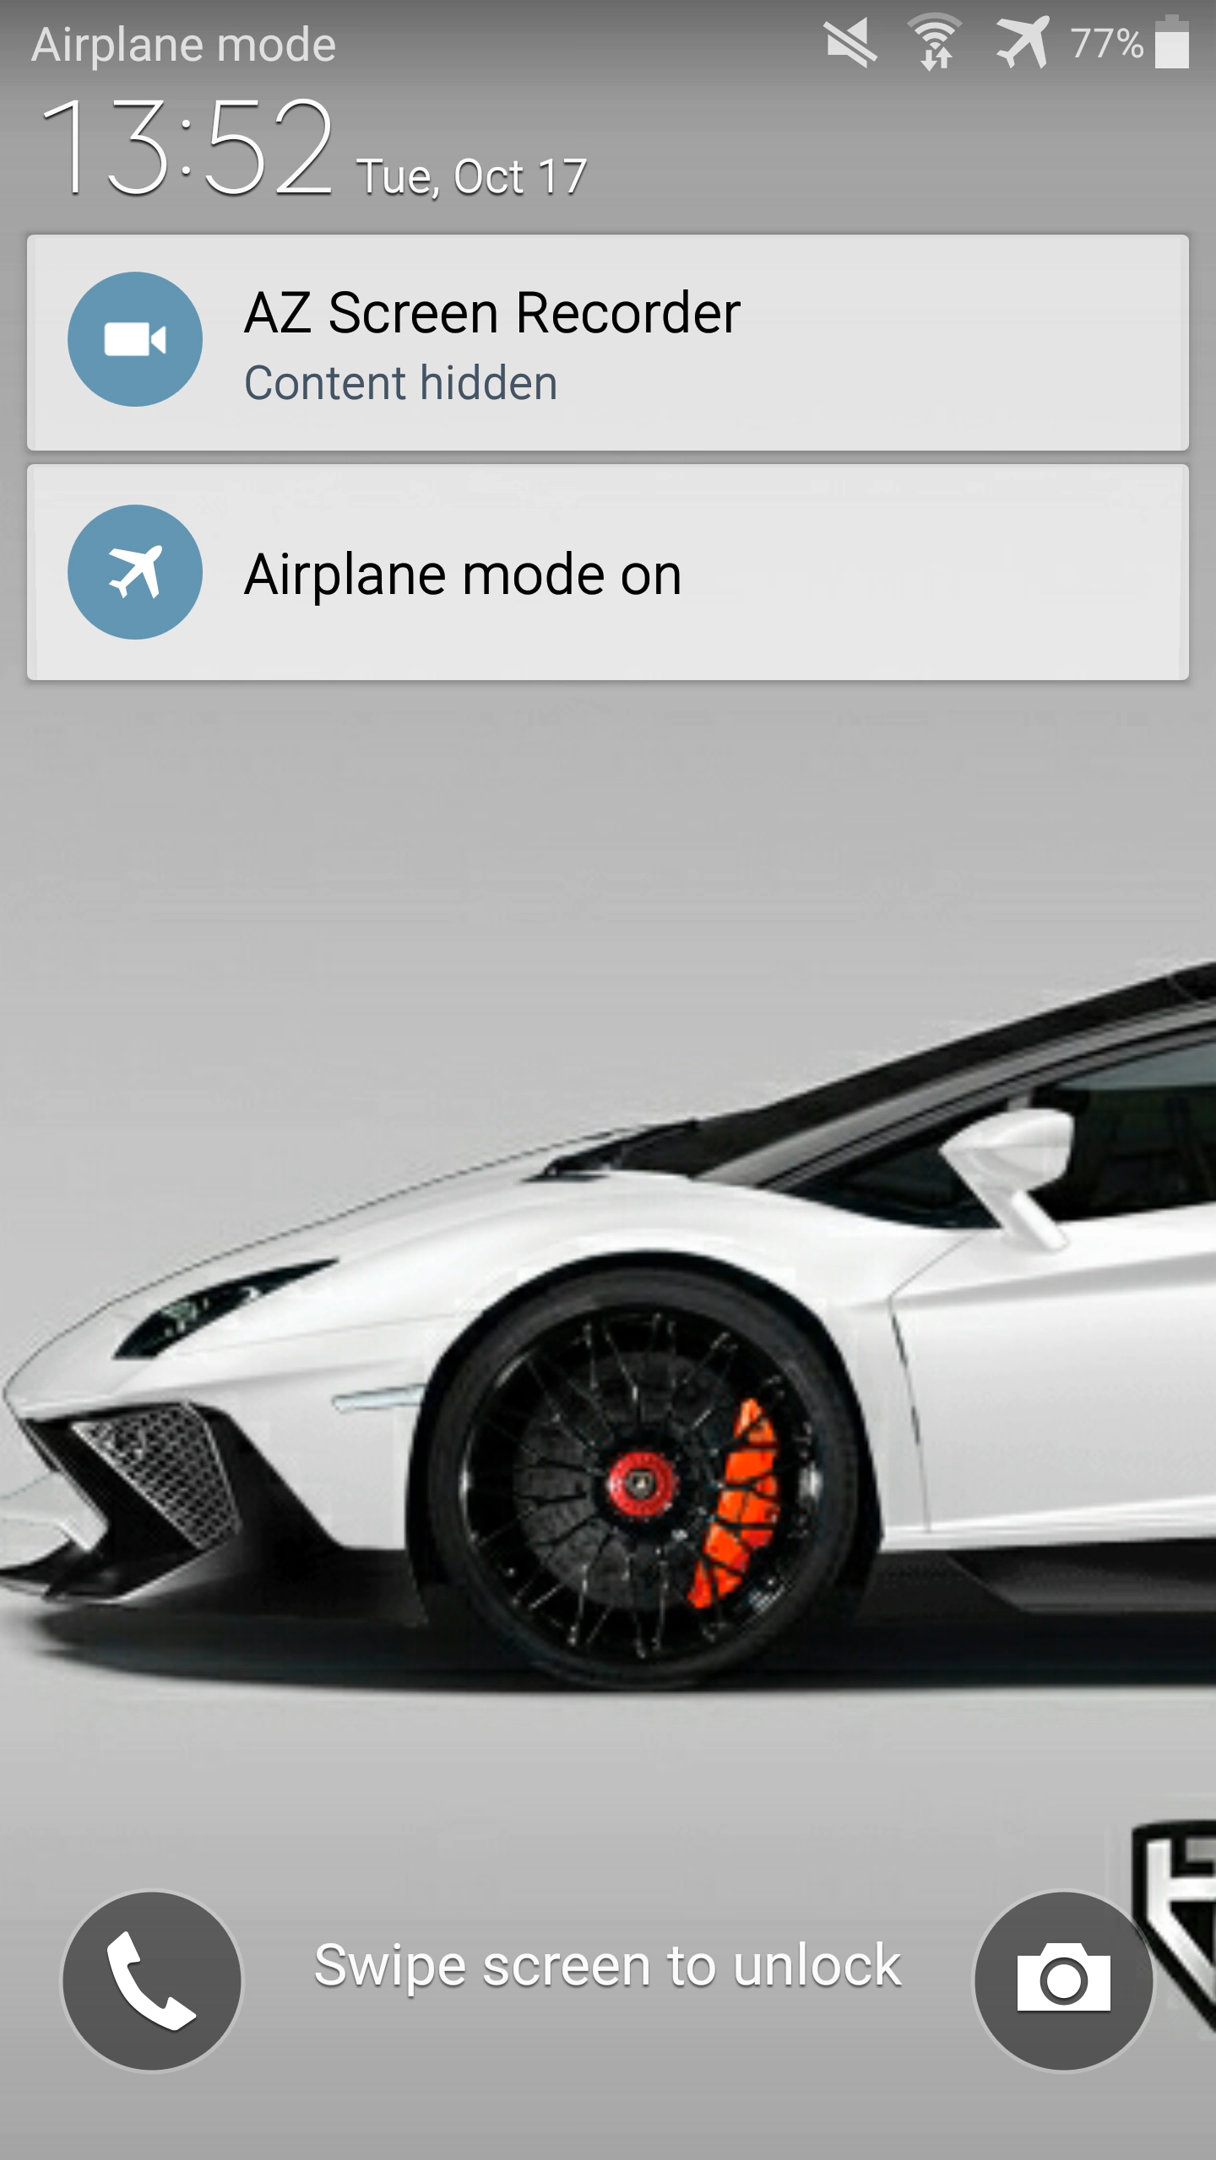 Airplane mode
77%
13:52 Tue, Oct 17
AZ Screen Recorder
Content hidden
Airplane mode on
Swipe screen to unlock